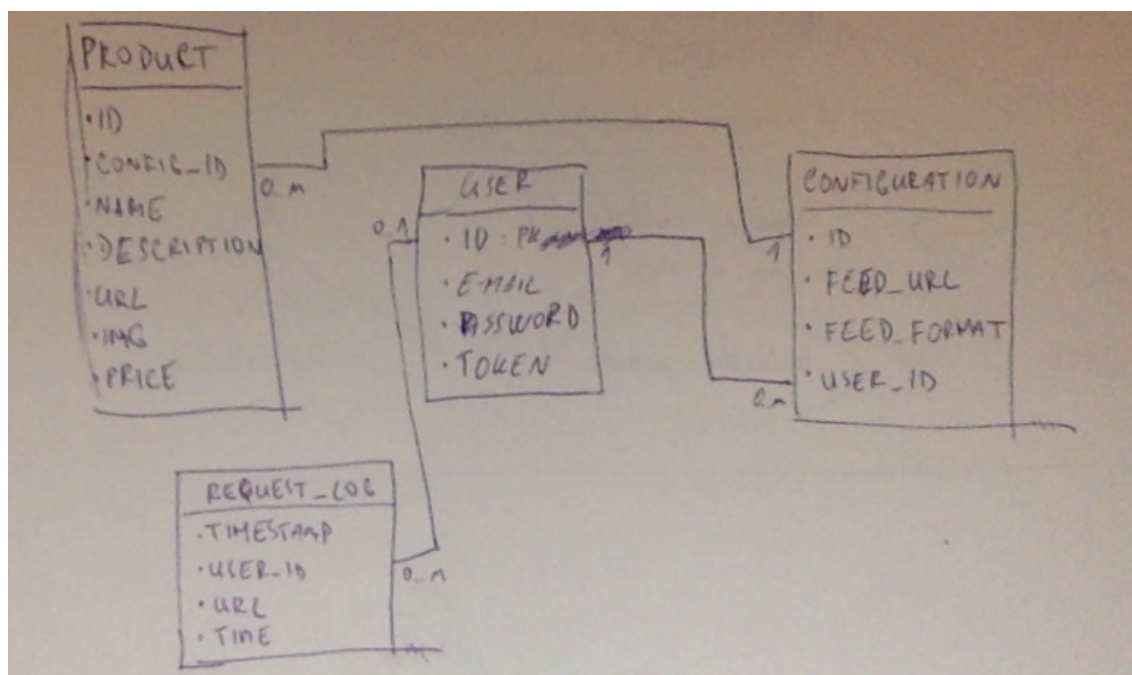 PRODUCT
·ID
·CONFIG_ID
·NAME
·DESCRIPTION
·URL
·IMG
·PRICE
0..n
USER
·ID : PK
·E-MAIL
·PASSWORD
·TOKEN
0..1
1
CONFIGURATION
·ID
·FEED_URL
·FEED_FORMAT
·USER_ID
1
0..n
REQUEST_LOG
·TIMESTAMP
·USER_ID
·URL
·TIME
0..n